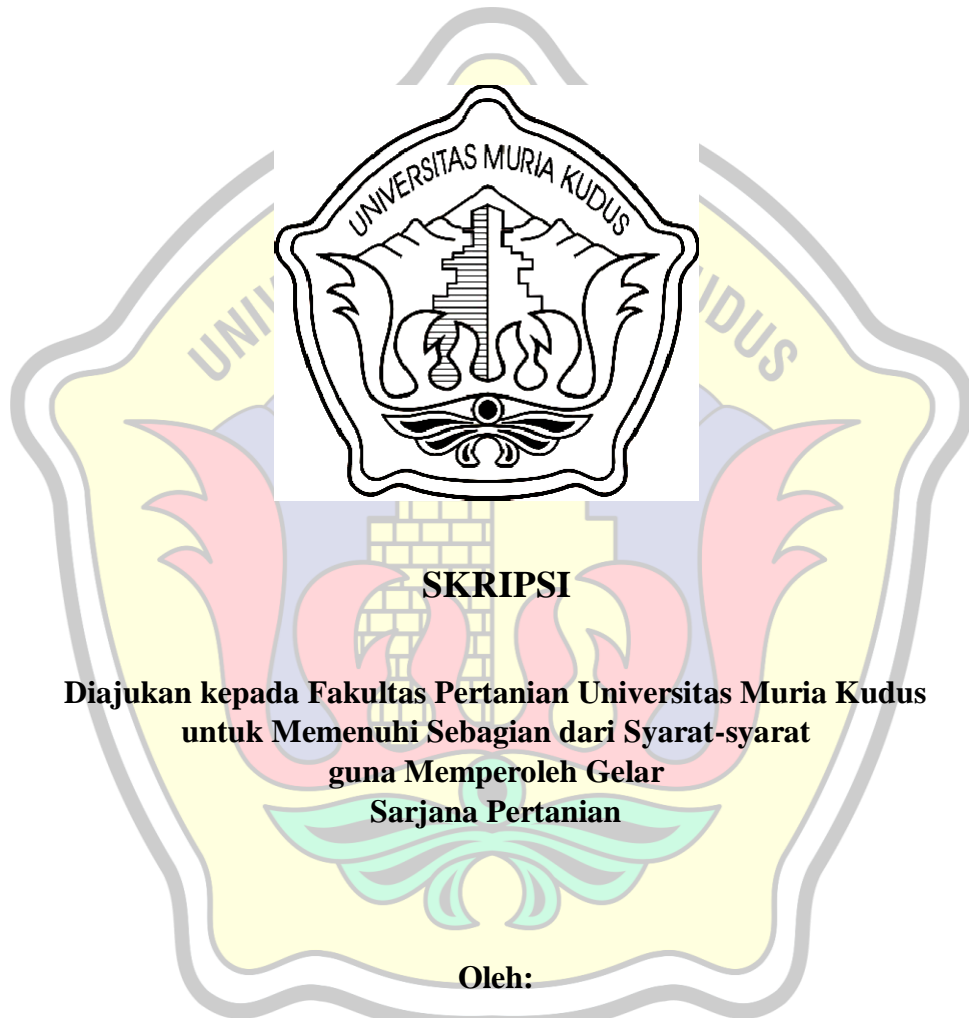 UNIVERSITAS MURIA KUDUS
SKRIPSI
Diajukan kepada Fakultas Pertanian Universitas Muria Kudus
untuk Memenuhi Sebagian dari Syarat-syarat
guna Memperoleh Gelar
Sarjana Pertanian
Oleh: